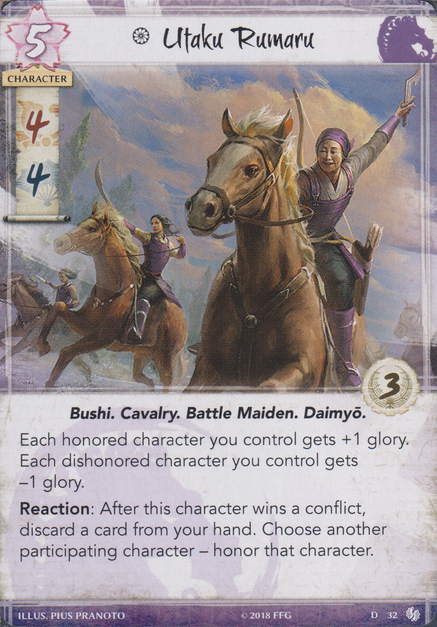 5
Utaku Rumaru
CHARACTER
4
4
3
Bushi. Cavalry. Battle Maiden. Daimyō.
Each honored character you control gets +1 glory.
Each dishonored character you control gets
–1 glory.
Reaction: After this character wins a conflict,
discard a card from your hand. Choose another
participating character – honor that character.
ILLUS. PIUS PRANOTO © 2018 FFG D 32